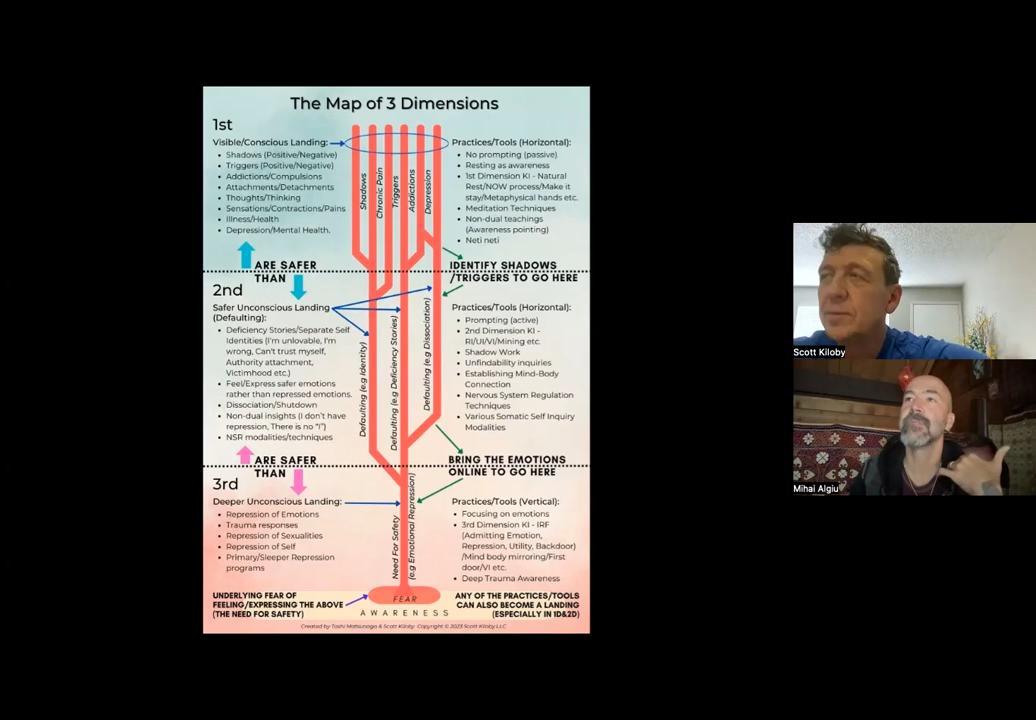 The Map of 3 Dimensions
1st
Visible/Conscious Landing:
Shadows (Positive/Negative)
Triggers (Positive/Negative)
Addictions/Compulsions
Attachments/Detachments
Thoughts/Thinking
Sensations/Contractions/Pains
Illness/Health
Depression/Mental Health.
Shadows
Chronic Pain
Triggers
Addictions
Depression
Practices/Tools (Horizontal):
No prompting (passive)
Resting as awareness
1st Dimension KI - Natural
Rest/NOW process/Make it
stay/Metaphysical hands etc.
Meditation Techniques
Non-dual teachings
(Awareness pointing)
Neti neti
ARE SAFER
THAN
IDENTIFY SHADOWS
/TRIGGERS TO GO HERE
2nd
Safer Unconscious Landing
(Defaulting):
Deficiency Stories/Separate Self
Identities (I'm unlovable, I'm
wrong, Can't trust myself,
Authority attachment,
Victimhood etc.)
Feel/Express safer emotions
rather than repressed emotions.
Dissociation/Shutdown
Non-dual insights (I don't have
repression, There is no "I")
NSR modalities/techniques
Defaulting (e.g Identity)
Defaulting (e.g Deficiency Stories)
Defaulting (e.g Dissociation)
Practices/Tools (Horizontal):
Prompting (active)
2nd Dimension KI -
RI/UI/VI/Mining etc.
Shadow Work
Unfindability inquiries
Establishing Mind-Body
Connection
Nervous System Regulation
Techniques
Various Somatic Self Inquiry
Modalities
ARE SAFER
THAN
BRING THE EMOTIONS
ONLINE TO GO HERE
3rd
Deeper Unconscious Landing:
Repression of Emotions
Trauma responses
Repression of Sexualities
Repression of Self
Primary/Sleeper Repression
programs
Need For Safety
(e.g Emotional Repression)
Practices/Tools (Vertical):
Focusing on emotions
3rd Dimension KI - IRF
(Admitting Emotion,
Repression, Utility, Backdoor)
/Mind body mirroring/First
door/VI etc.
Deep Trauma Awareness
UNDERLYING FEAR OF
FEELING/EXPRESSING THE ABOVE
(THE NEED FOR SAFETY)
FEAR
AWARENESS
ANY OF THE PRACTICES/TOOLS
CAN ALSO BECOME A LANDING
(ESPECIALLY IN 1D&2D)
Created by Toshi Matsunaga & Scott Kiloby Copyright © 2023 Scott Kiloby LLC
Scott Kiloby
Mihai Algiu